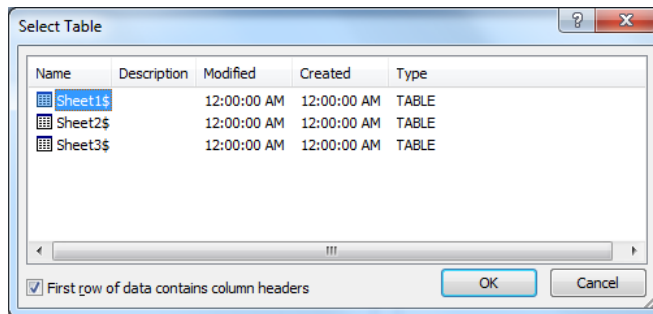 Select Table
Name Description Modified Created Type
Sheet1$ 12:00:00 AM 12:00:00 AM TABLE
Sheet2$ 12:00:00 AM 12:00:00 AM TABLE
Sheet3$ 12:00:00 AM 12:00:00 AM TABLE
First row of data contains column headers OK Cancel